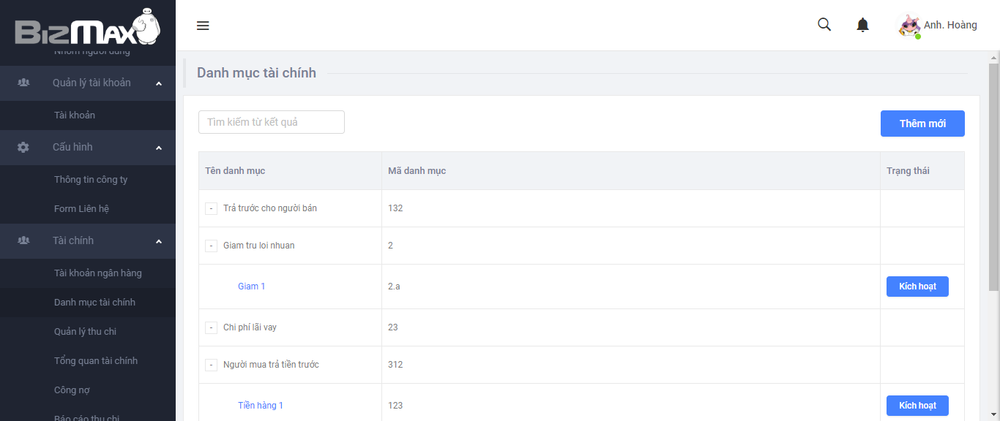 BizMax
Nhóm người dùng
Quản lý tài khoản
Tài khoản
Cấu hình
Thông tin công ty
Form Liên hệ
Tài chính
Tài khoản ngân hàng
Danh mục tài chính
Quản lý thu chi
Tổng quan tài chính
Công nợ
Báo cáo thu chi
Anh. Hoàng
Danh mục tài chính
Tìm kiếm từ kết quả
Thêm mới
Tên danh mục Mã danh mục Trạng thái
- Trả trước cho người bán 132
- Giam tru loi nhuan 2
Giam 1 2.a Kích hoạt
- Chi phí lãi vay 23
- Người mua trả tiền trước 312
Tiền hàng 1 123 Kích hoạt